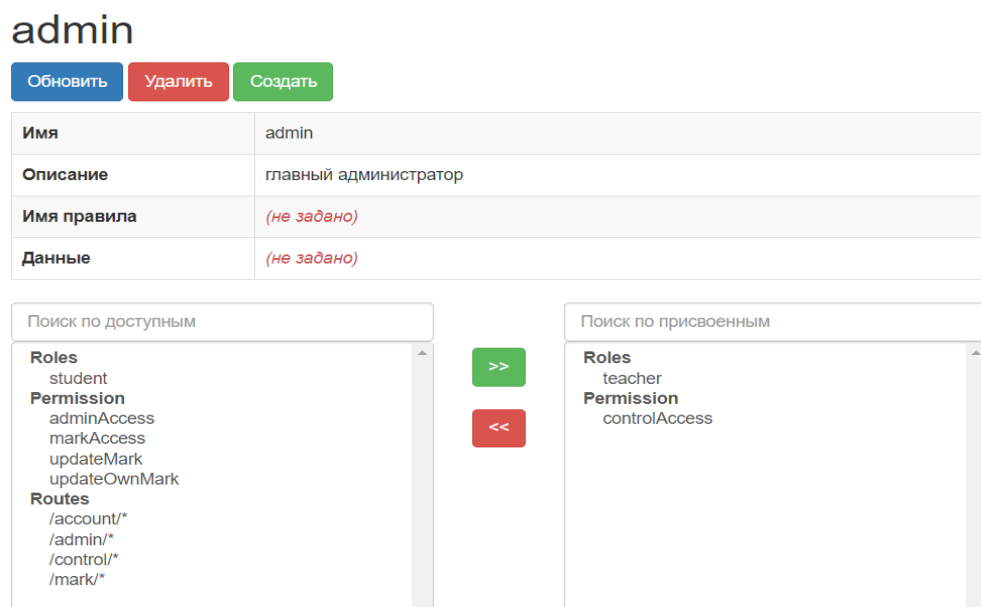 admin
Обновить Удалить Создать
Имя admin
Описание главный администратор
Имя правила (не задано)
Данные (не задано)
Поиск по доступным
Roles
student
Permission
adminAccess
markAccess
updateMark
updateOwnMark
Routes
/account/*
/admin/*
/control/*
/mark/*
>>
<<
Поиск по присвоенным
Roles
teacher
Permission
controlAccess